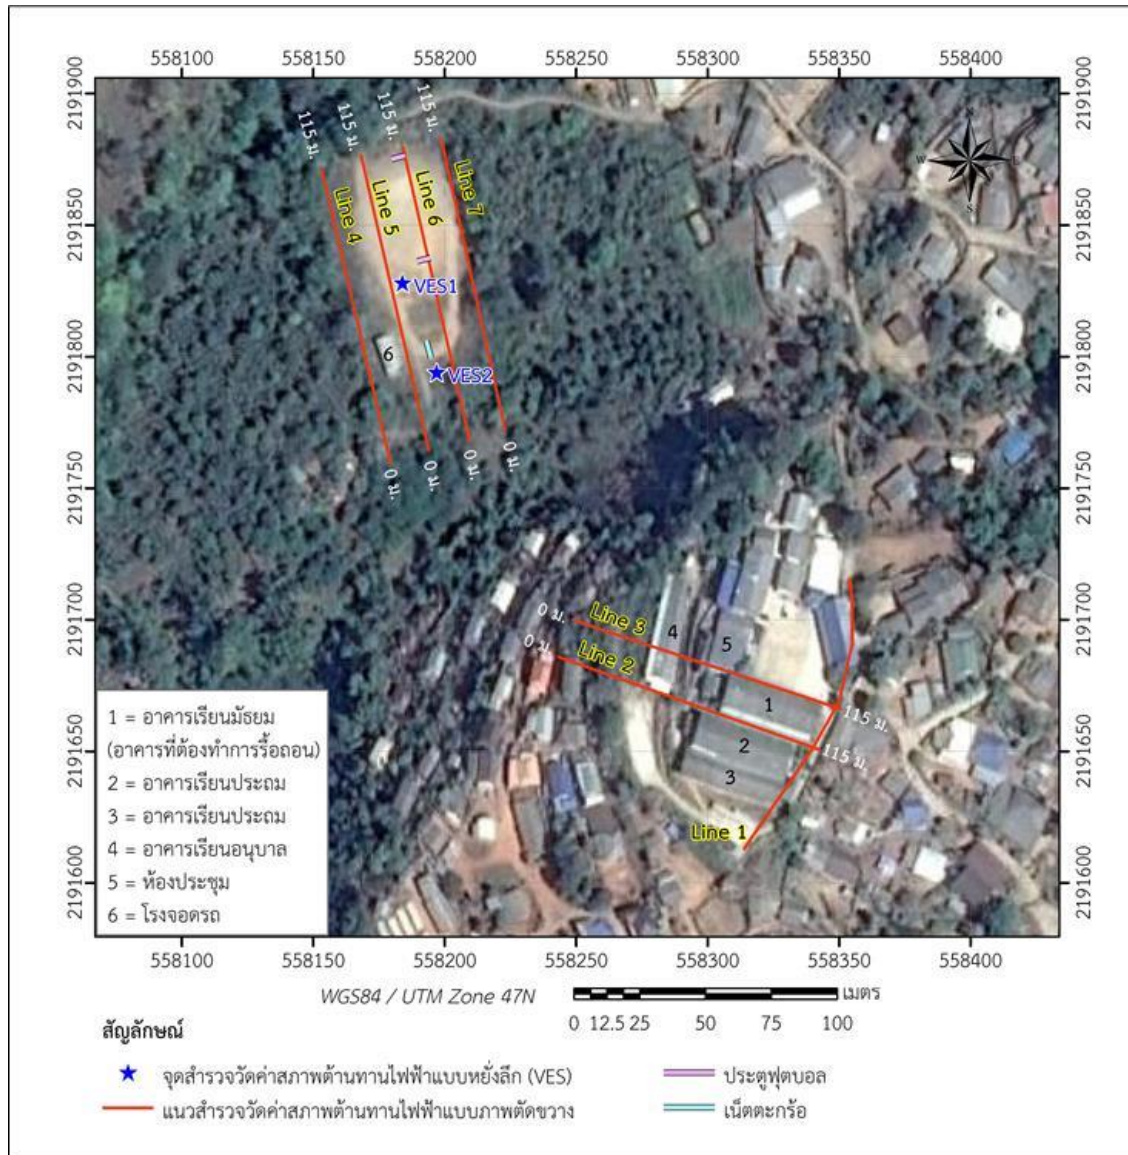 558100 558150 558200 558250 558300 558350 558400
2191900 2191900
2191850 2191850
2191800 2191800
2191750 2191750
2191700 2191700
2191650 2191650
2191600 2191600
115 ม. 115 ม. 115 ม. 115 ม.
Line 4 Line 5 Line 6 Line 7
N
W E
S
VES1
6
VES2
0 ม. 0 ม. 0 ม. 0 ม.
0 ม. Line 3 4 5
0 ม. Line 2
1 115 ม.
2 115 ม.
3
Line 1
1 = อาคารเรียนมัธยม
(อาคารที่ต้องทำการรื้อถอน)
2 = อาคารเรียนประถม
3 = อาคารเรียนประถม
4 = อาคารเรียนอนุบาล
5 = ห้องประชุม
6 = โรงจอดรถ
558100 558150 558200 558250 558300 558350 558400
WGS84 / UTM Zone 47N เมตร
0 12.5 25 50 75 100
สัญลักษณ์
จุดสำรวจวัดค่าสภาพต้านทานไฟฟ้าแบบหยั่งลึก (VES) ประตูฟุตบอล
แนวสำรวจวัดค่าสภาพต้านทานไฟฟ้าแบบภาพตัดขวาง เน็ตตะกร้อ